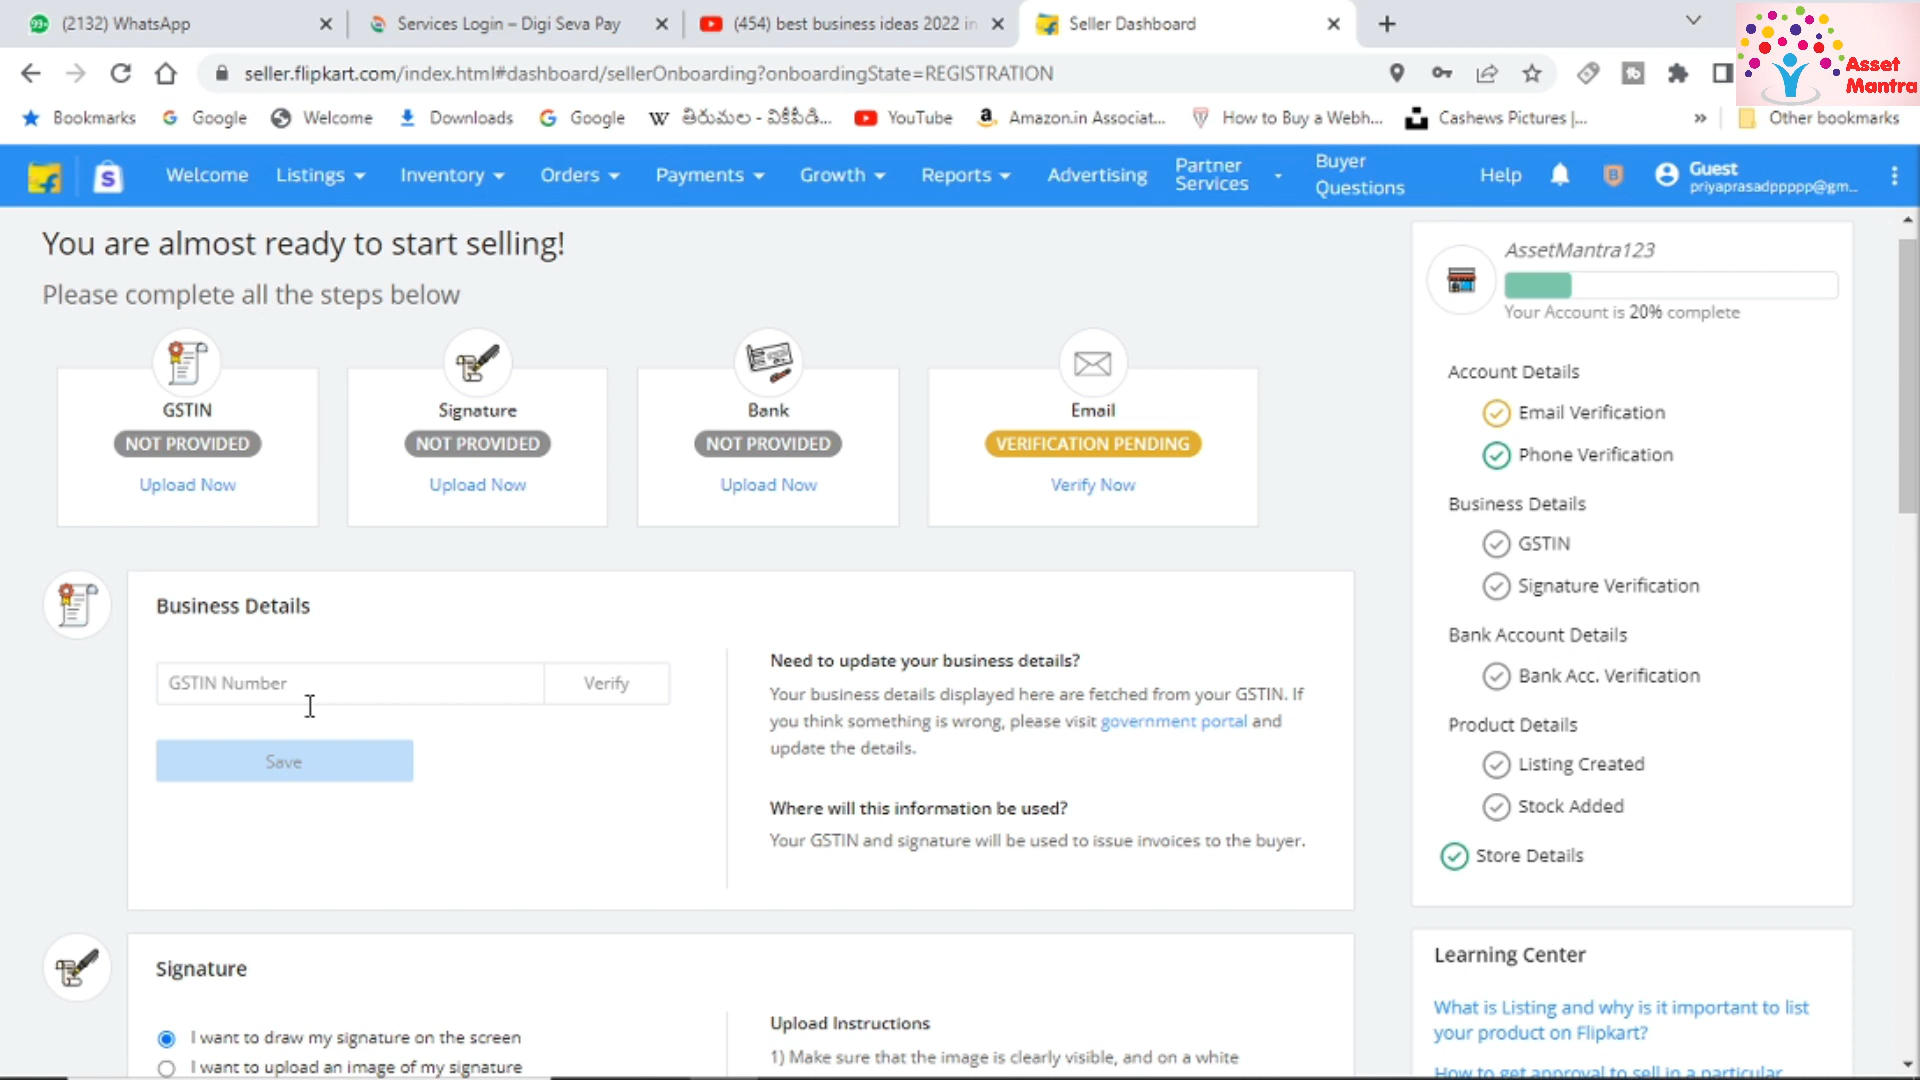 (2132) WhatsApp
Services Login – Digi Seva Pay
(454) best business ideas 2022 in
Seller Dashboard
Asset
Mantra
seller.flipkart.com/index.html#dashboard/sellerOnboarding?onboardingState=REGISTRATION
Bookmarks
Google
Welcome
Downloads
Google
తిరుమల - వికీపీడి...
YouTube
Amazon.in Associat...
How to Buy a Webh...
Cashews Pictures |...
Other bookmarks
Welcome
Listings
Inventory
Orders
Payments
Growth
Reports
Advertising
Partner
Services
Buyer
Questions
Help
Guest
priyaprasadppppp@gm...
You are almost ready to start selling!
Please complete all the steps below
GSTIN
NOT PROVIDED
Upload Now
Signature
NOT PROVIDED
Upload Now
Bank
NOT PROVIDED
Upload Now
Email
VERIFICATION PENDING
Verify Now
Business Details
GSTIN Number
Verify
Save
Need to update your business details?
Your business details displayed here are fetched from your GSTIN. If
you think something is wrong, please visit government portal and
update the details.
Where will this information be used?
Your GSTIN and signature will be used to issue invoices to the buyer.
Signature
I want to draw my signature on the screen
I want to upload an image of my signature
Upload Instructions
1) Make sure that the image is clearly visible, and on a white
AssetMantra123
Your Account is 20% complete
Account Details
Email Verification
Phone Verification
Business Details
GSTIN
Signature Verification
Bank Account Details
Bank Acc. Verification
Product Details
Listing Created
Stock Added
Store Details
Learning Center
What is Listing and why is it important to list
your product on Flipkart?
How to get approval to sell in a particular